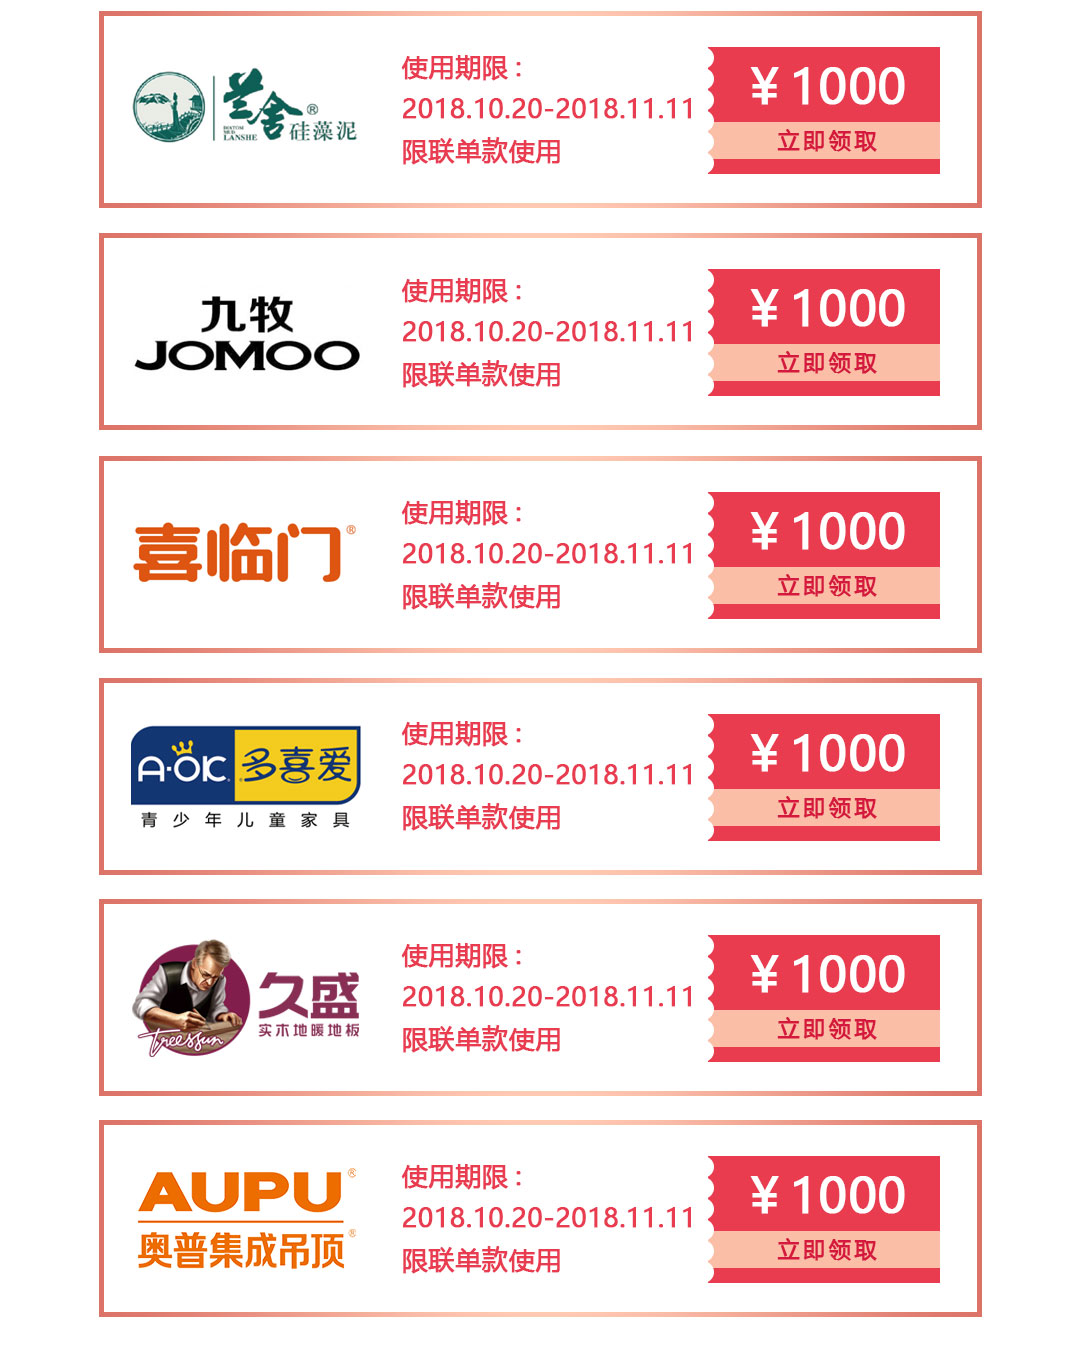 兰舍®
硅藻泥
DIATOM
MUD
LANSHE
使用期限：
2018.10.20-2018.11.11
限联单款使用
¥1000
立即领取
九牧
JOMOO
使用期限：
2018.10.20-2018.11.11
限联单款使用
¥1000
立即领取
喜临门®
使用期限：
2018.10.20-2018.11.11
限联单款使用
¥1000
立即领取
A·OK 多喜爱
青少年儿童家具
使用期限：
2018.10.20-2018.11.11
限联单款使用
¥1000
立即领取
久盛
实木地暖地板
Treessun
使用期限：
2018.10.20-2018.11.11
限联单款使用
¥1000
立即领取
AUPU®
奥普集成吊顶®
使用期限：
2018.10.20-2018.11.11
限联单款使用
¥1000
立即领取